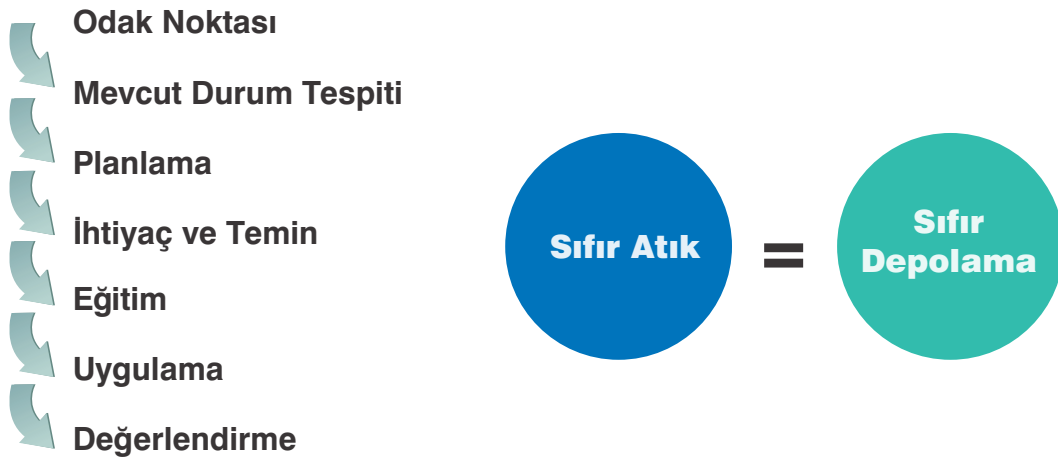 Odak Noktası
Mevcut Durum Tespiti
Planlama
İhtiyaç ve Temin
Eğitim
Uygulama
Değerlendirme
Sıfır Atık
=
Sıfır
Depolama